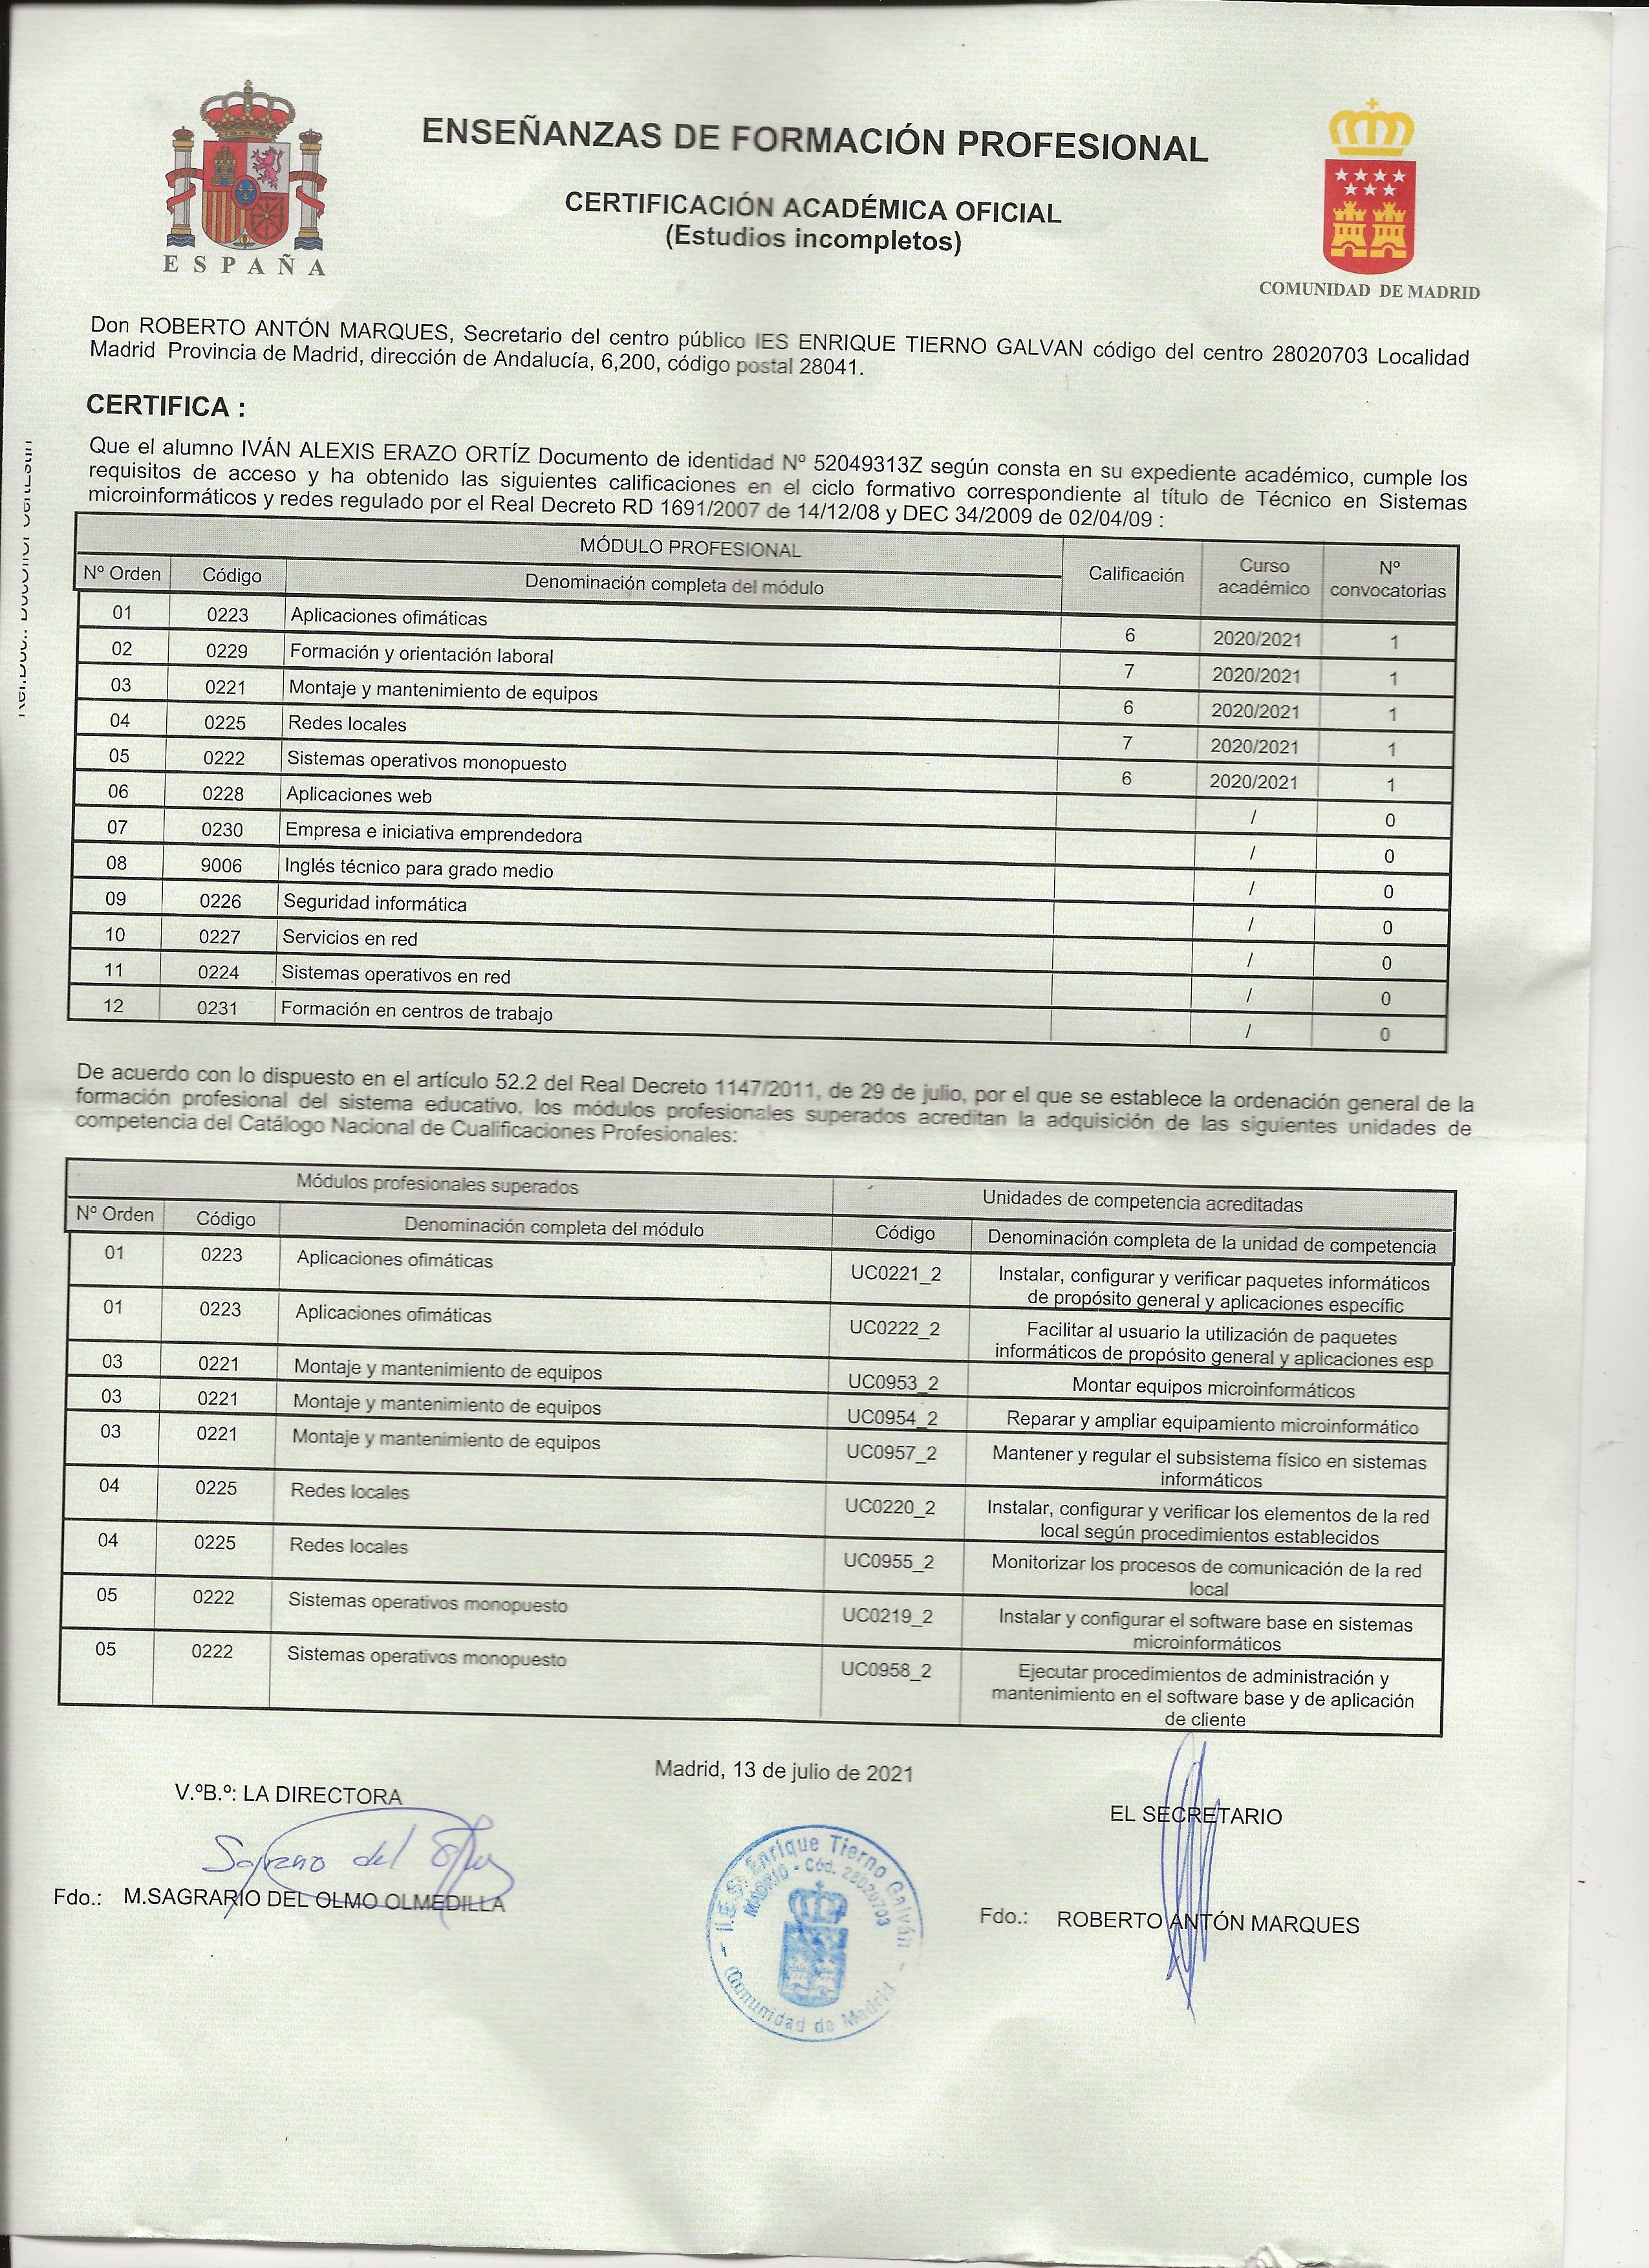 ENSEÑANZAS DE FORMACIÓN PROFESIONAL
CERTIFICACIÓN ACADÉMICA OFICIAL
(Estudios incompletos)
ESPAÑA
COMUNIDAD DE MADRID
Don ROBERTO ANTÓN MARQUES, Secretario del centro público IES ENRIQUE TIERNO GALVAN código del centro 28020703 Localidad
Madrid Provincia de Madrid, dirección de Andalucía, 6,200, código postal 28041.
CERTIFICA :
Que el alumno IVÁN ALEXIS ERAZO ORTÍZ Documento de identidad Nº 52049313Z según consta en su expediente académico, cumple los
requisitos de acceso y ha obtenido las siguientes calificaciones en el ciclo formativo correspondiente al título de Técnico en Sistemas
microinformáticos y redes regulado por el Real Decreto RD 1691/2007 de 14/12/08 y DEC 34/2009 de 02/04/09 :
MÓDULO PROFESIONAL
Nº Orden Código Denominación completa del módulo Calificación Curso académico Nº convocatorias
01 0223 Aplicaciones ofimáticas 6 2020/2021 1
02 0229 Formación y orientación laboral 7 2020/2021 1
03 0221 Montaje y mantenimiento de equipos 6 2020/2021 1
04 0225 Redes locales 7 2020/2021 1
05 0222 Sistemas operativos monopuesto 6 2020/2021 1
06 0228 Aplicaciones web / 0
07 0230 Empresa e iniciativa emprendedora / 0
08 9006 Inglés técnico para grado medio / 0
09 0226 Seguridad informática / 0
10 0227 Servicios en red / 0
11 0224 Sistemas operativos en red / 0
12 0231 Formación en centros de trabajo / 0
De acuerdo con lo dispuesto en el artículo 52.2 del Real Decreto 1147/2011, de 29 de julio, por el que se establece la ordenación general de la
formación profesional del sistema educativo, los módulos profesionales superados acreditan la adquisición de las siguientes unidades de
competencia del Catálogo Nacional de Cualificaciones Profesionales:
Módulos profesionales superados Unidades de competencia acreditadas
Nº Orden Código Denominación completa del módulo Código Denominación completa de la unidad de competencia
01 0223 Aplicaciones ofimáticas UC0221_2 Instalar, configurar y verificar paquetes informáticos
de propósito general y aplicaciones específic
01 0223 Aplicaciones ofimáticas UC0222_2 Facilitar al usuario la utilización de paquetes
informáticos de propósito general y aplicaciones esp
03 0221 Montaje y mantenimiento de equipos UC0953_2 Montar equipos microinformáticos
03 0221 Montaje y mantenimiento de equipos UC0954_2 Reparar y ampliar equipamiento microinformático
03 0221 Montaje y mantenimiento de equipos UC0957_2 Mantener y regular el subsistema físico en sistemas
informáticos
04 0225 Redes locales UC0220_2 Instalar, configurar y verificar los elementos de la red
local según procedimientos establecidos
04 0225 Redes locales UC0955_2 Monitorizar los procesos de comunicación de la red
local
05 0222 Sistemas operativos monopuesto UC0219_2 Instalar y configurar el software base en sistemas
microinformáticos
05 0222 Sistemas operativos monopuesto UC0958_2 Ejecutar procedimientos de administración y
mantenimiento en el software base y de aplicación
de cliente
Madrid, 13 de julio de 2021
V.ºB.º: LA DIRECTORA
EL SECRETARIO
Fdo.: M.SAGRARIO DEL OLMO OLMEDILLA
Fdo.: ROBERTO ANTÓN MARQUES
I.E.S. Enrique Tierno Galván
MADRID - Cód. 28020703
Comunidad de Madrid